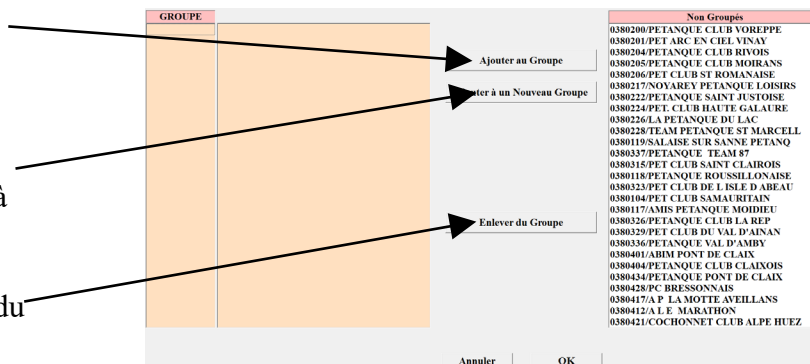 GROUPE
Non Groupés
0380200/PETANQUE CLUB VOREPPE
0380201/PET ARC EN CIEL VINAY
0380204/PETANQUE CLUB RIVOIS
0380205/PETANQUE CLUB MOIRANS
0380206/PET CLUB ST ROMANAISE
0380217/NOYAREY PETANQUE LOISIRS
0380222/PETANQUE SAINT JUSTOISE
0380224/PET. CLUB HAUTE GALAURE
0380226/LA PETANQUE DU LAC
0380228/TEAM PETANQUE ST MARCELL
0380119/SALAISE SUR SANNE PETANQ
0380337/PETANQUE TEAM 87
0380315/PET CLUB SAINT CLAIROIS
0380118/PETANQUE ROUSSILLONAISE
0380323/PET CLUB DE L ISLE D ABEAU
0380104/PET CLUB SAMAURITAIN
0380117/AMIS PETANQUE MOIDIEU
0380326/PETANQUE CLUB LA REP
0380329/PET CLUB DU VAL D'AINAN
0380336/PETANQUE VAL D'AMBY
0380401/ABIM PONT DE CLAIX
0380404/PETANQUE CLUB CLAIXOIS
0380434/PETANQUE PONT DE CLAIX
0380428/PC BRESSONNAIS
0380417/A P LA MOTTE AVEILLANS
0380412/A L E MARATHON
0380421/COCHONNET CLUB ALPE HUEZ
Ajouter au Groupe
uter à un Nouveau Groupe
Enlever du Groupe
Annuler
OK
à
du